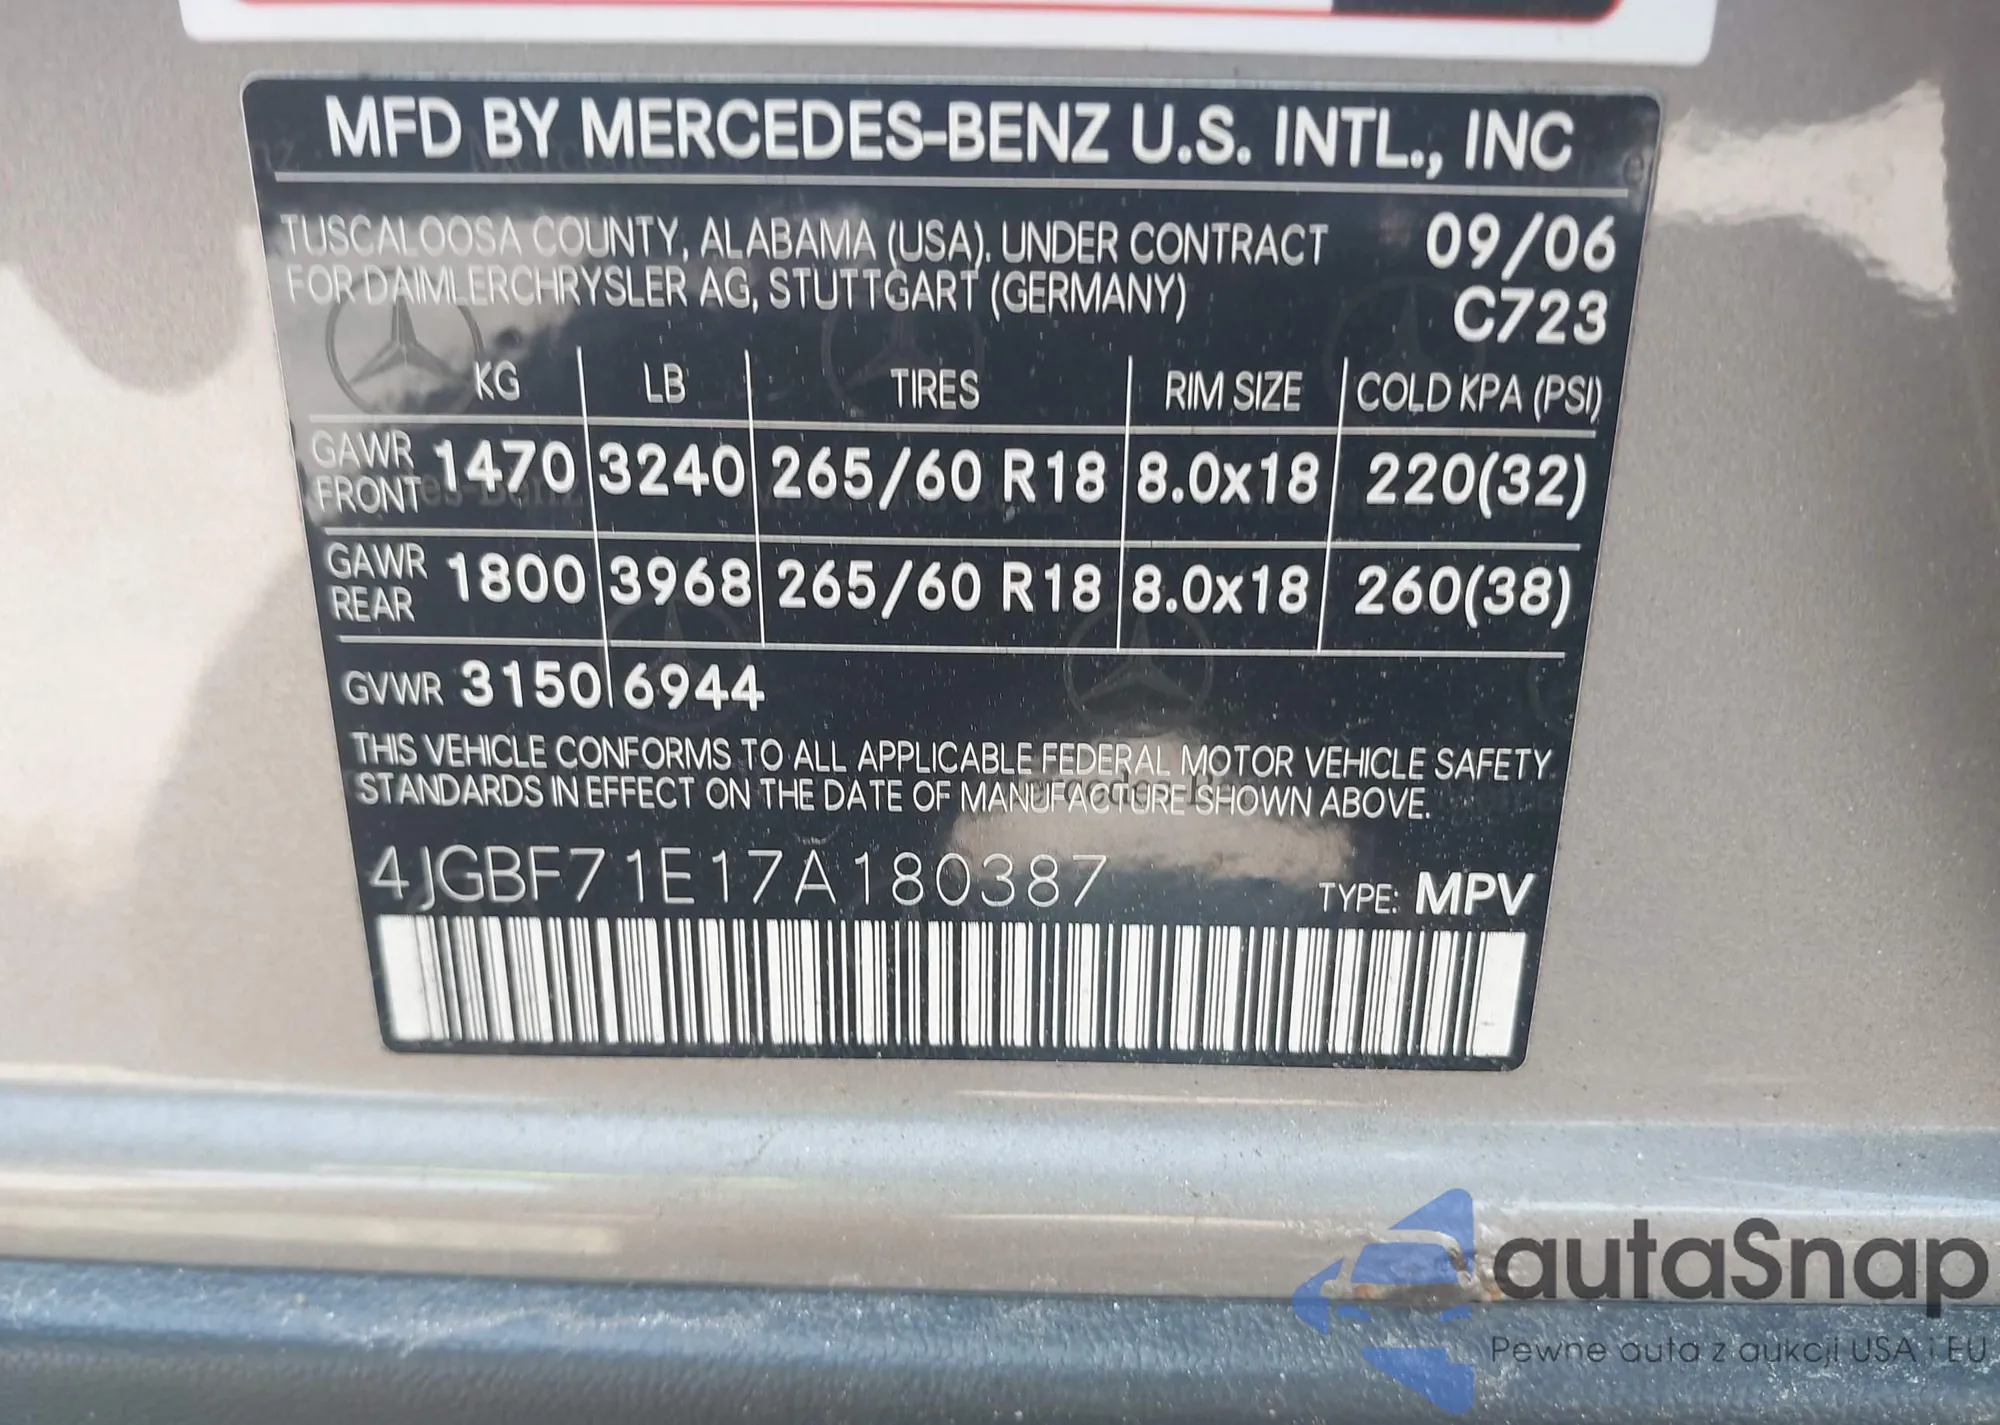 MFD BY MERCEDES-BENZ U.S. INTL., INC
TUSCALOOSA COUNTY, ALABAMA (USA). UNDER CONTRACT 09/06
FOR DAIMLERCHRYSLER AG, STUTTGART (GERMANY) C723
KG LB TIRES RIM SIZE COLD KPA (PSI)
GAWR FRONT 1470 3240 265/60 R18 8.0x18 220(32)
GAWR REAR 1800 3968 265/60 R18 8.0x18 260(38)
GVWR 3150 6944
THIS VEHICLE CONFORMS TO ALL APPLICABLE FEDERAL MOTOR VEHICLE SAFETY
STANDARDS IN EFFECT ON THE DATE OF MANUFACTURE SHOWN ABOVE.
4JGBF71E17A180387 TYPE: MPV
autaSnap
Pewne auta z aukcji USA i EU